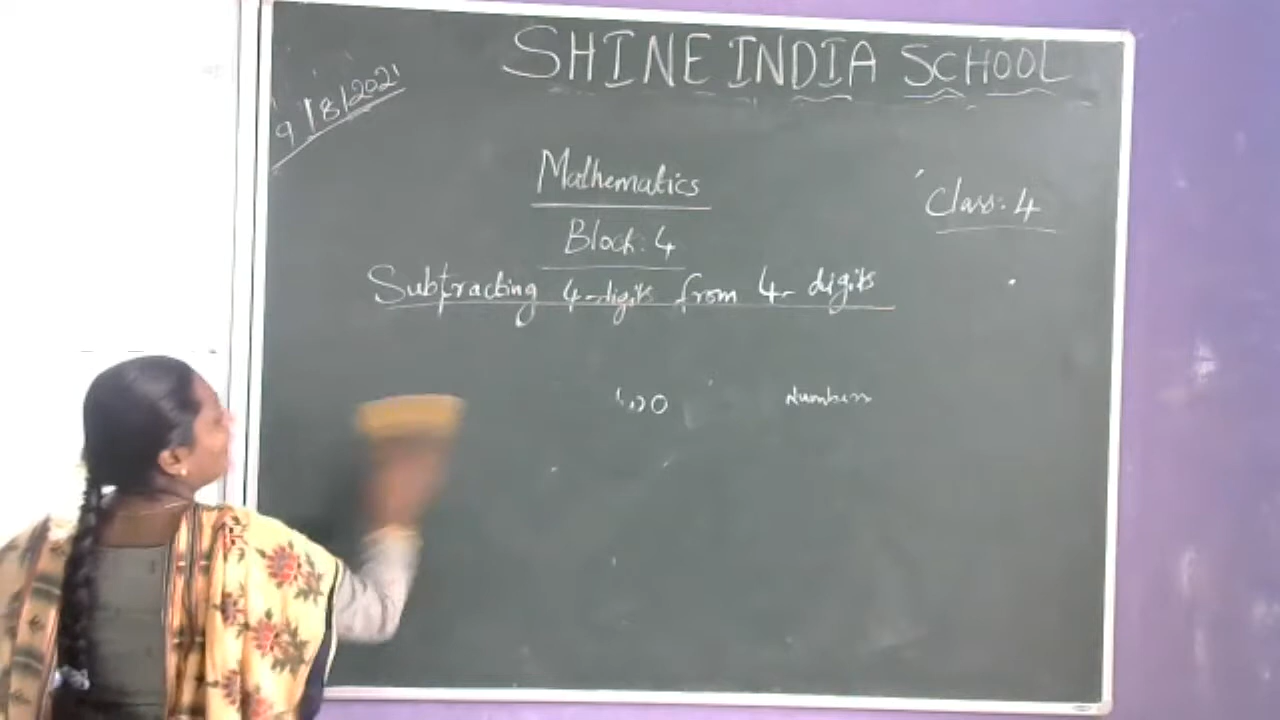 SHINE INDIA SCHOOL
9/8/2021
Mathematics
Class: 4
Block: 4
Subtracting 4-digits from 4-digits
Numbers